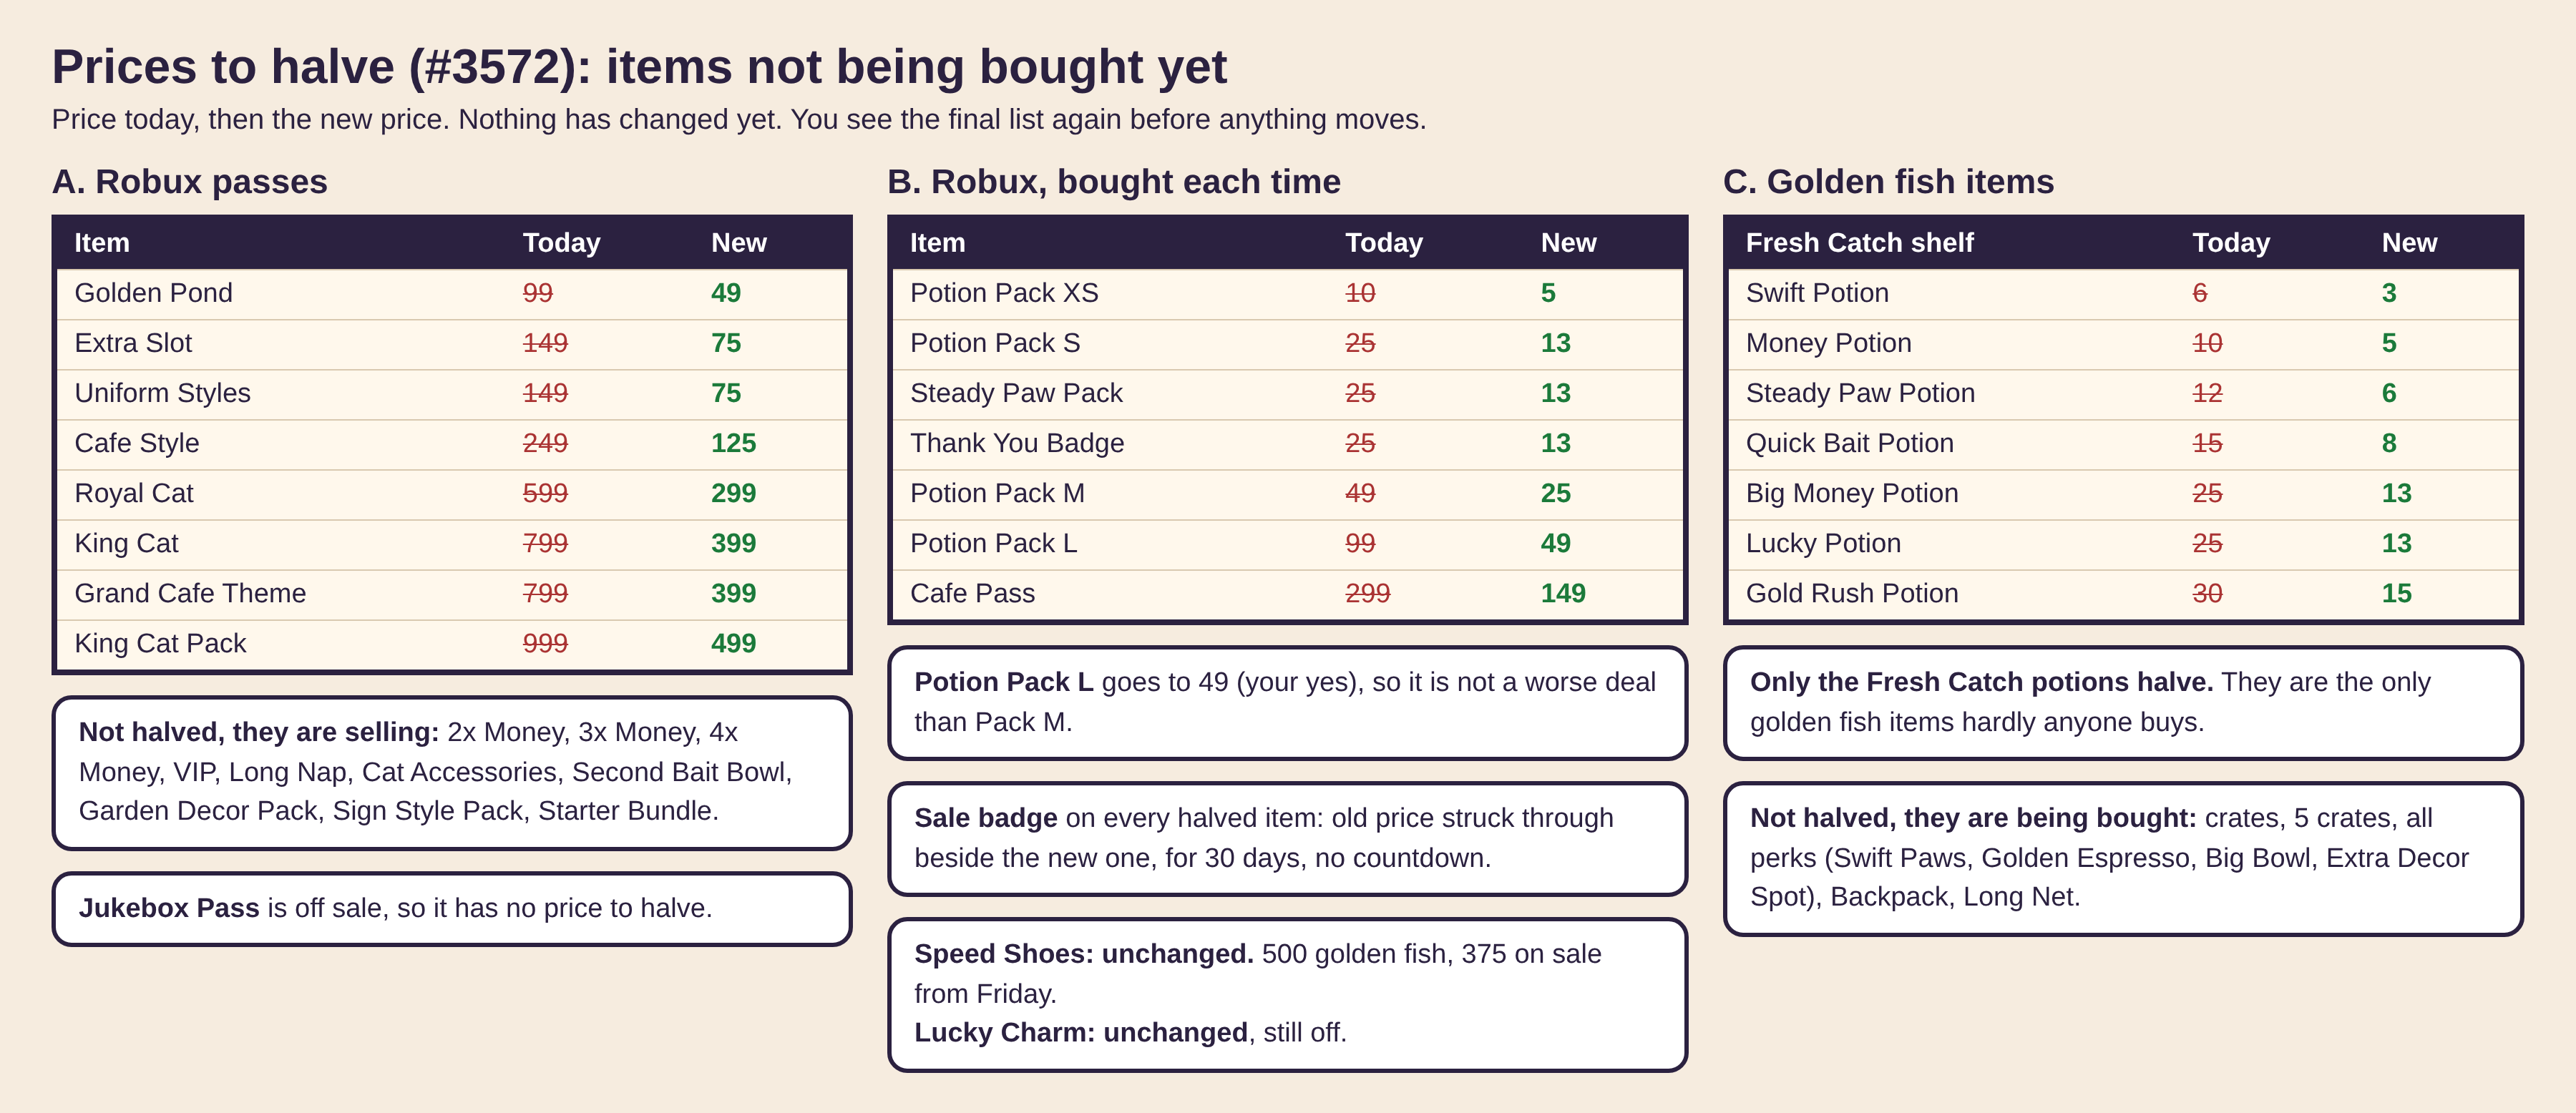 Prices to halve (#3572): items not being bought yet
Price today, then the new price. Nothing has changed yet. You see the final list again before anything moves.
A. Robux passes
Item Today New
Golden Pond 99 49
Extra Slot 149 75
Uniform Styles 149 75
Cafe Style 249 125
Royal Cat 599 299
King Cat 799 399
Grand Cafe Theme 799 399
King Cat Pack 999 499
Not halved, they are selling: 2x Money, 3x Money, 4x
Money, VIP, Long Nap, Cat Accessories, Second Bait Bowl,
Garden Decor Pack, Sign Style Pack, Starter Bundle.
Jukebox Pass is off sale, so it has no price to halve.
B. Robux, bought each time
Item Today New
Potion Pack XS 10 5
Potion Pack S 25 13
Steady Paw Pack 25 13
Thank You Badge 25 13
Potion Pack M 49 25
Potion Pack L 99 49
Cafe Pass 299 149
Potion Pack L goes to 49 (your yes), so it is not a worse deal
than Pack M.
Sale badge on every halved item: old price struck through
beside the new one, for 30 days, no countdown.
Speed Shoes: unchanged. 500 golden fish, 375 on sale
from Friday.
Lucky Charm: unchanged, still off.
C. Golden fish items
Fresh Catch shelf Today New
Swift Potion 6 3
Money Potion 10 5
Steady Paw Potion 12 6
Quick Bait Potion 15 8
Big Money Potion 25 13
Lucky Potion 25 13
Gold Rush Potion 30 15
Only the Fresh Catch potions halve. They are the only
golden fish items hardly anyone buys.
Not halved, they are being bought: crates, 5 crates, all
perks (Swift Paws, Golden Espresso, Big Bowl, Extra Decor
Spot), Backpack, Long Net.